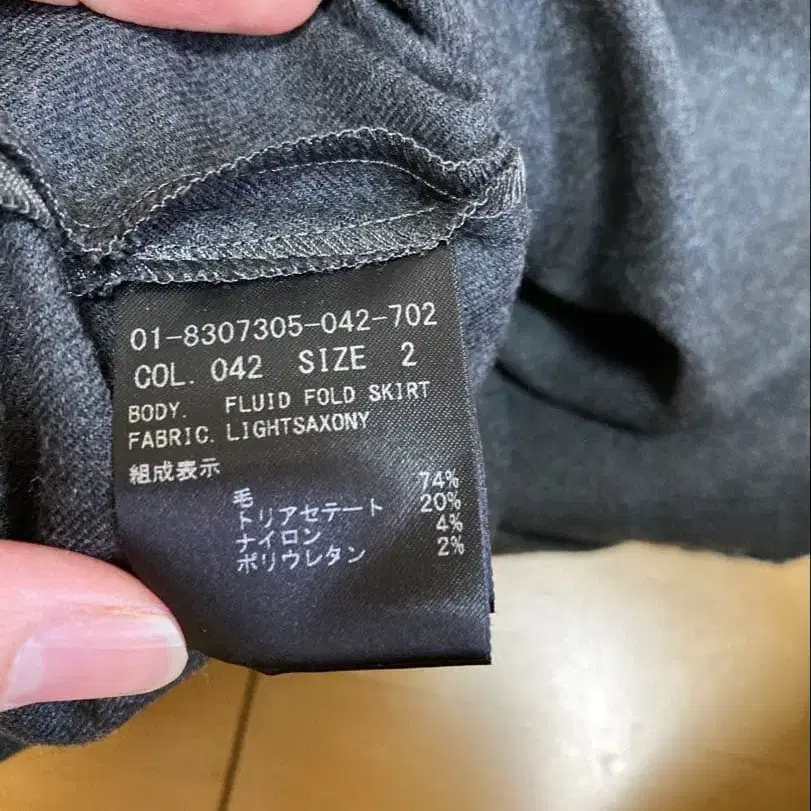 01-8307305-042-702
COL. 042 SIZE 2
BODY. FLUID FOLD SKIRT
FABRIC. LIGHTSAXONY
組成表示
毛 74%
トリアセテート 20%
ナイロン 4%
ポリウレタン 2%